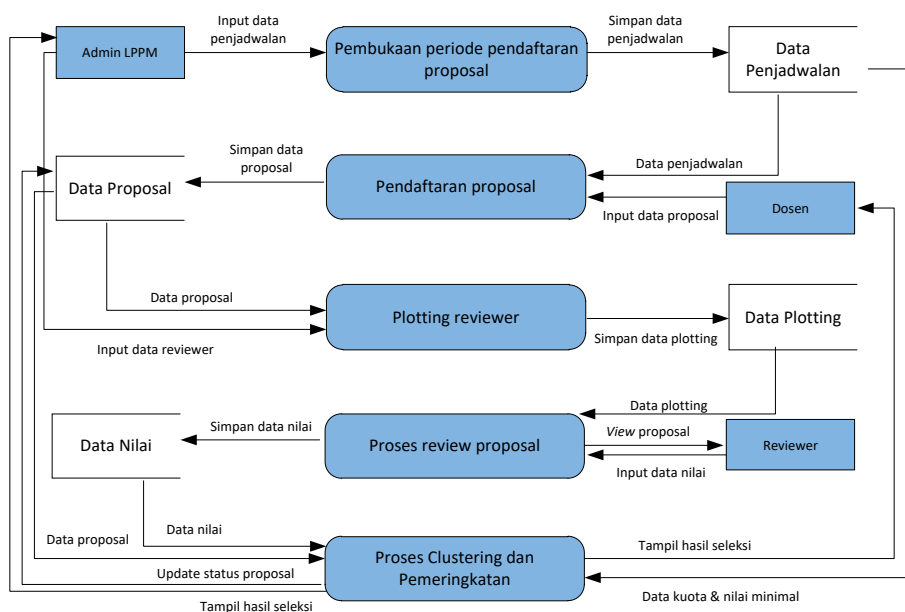 Input data
penjadwalan
Simpan data
penjadwalan
Admin LPPM
Pembukaan periode pendaftaran
proposal
Data
Penjadwalan
Simpan data
proposal
Data penjadwalan
Data Proposal
Pendaftaran proposal
Input data proposal
Dosen
Data proposal
Plotting reviewer
Data Plotting
Input data reviewer
Simpan data plotting
Data plotting
Simpan data nilai
Data Nilai
Proses review proposal
View proposal
Reviewer
Input data nilai
Data nilai
Data proposal
Proses Clustering dan
Pemeringkatan
Tampil hasil seleksi
Update status proposal
Tampil hasil seleksi
Data kuota & nilai minimal